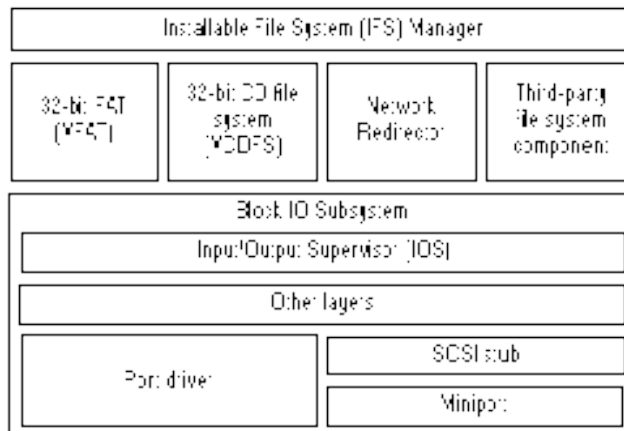 Installable File System (IFS) Manager
32-bit FAT
(VFAT)
32-bit CD file
system
(VCDFS)
Network
Redirector
Third-party
file system
component
Block IO Subsystem
Input/Output Supervisor (IOS)
Other layers
Port driver
SCSI stub
Miniport